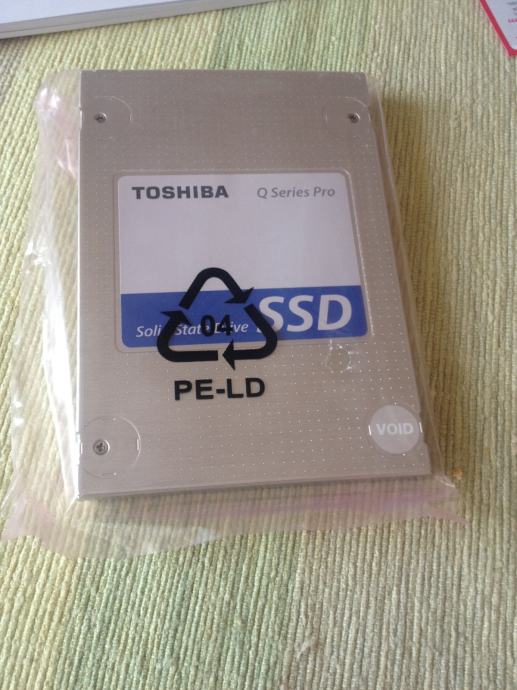 TOSHIBA Q Series Pro
Solid State Drive SSD
04
PE-LD
VOID